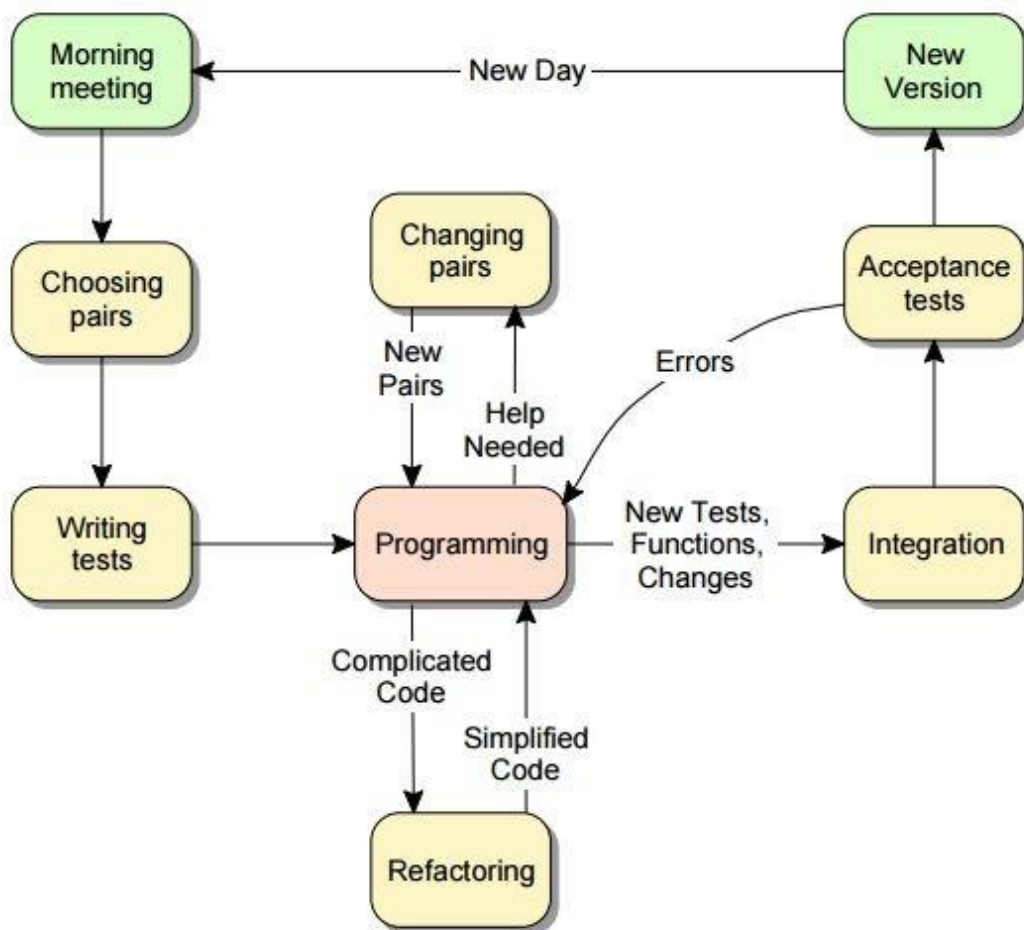 Morning
meeting
New Day
New
Version
Choosing
pairs
Changing
pairs
Acceptance
tests
New
Pairs
Errors
Help
Needed
Writing
tests
Programming
New Tests,
Functions,
Changes
Integration
Complicated
Code
Simplified
Code
Refactoring